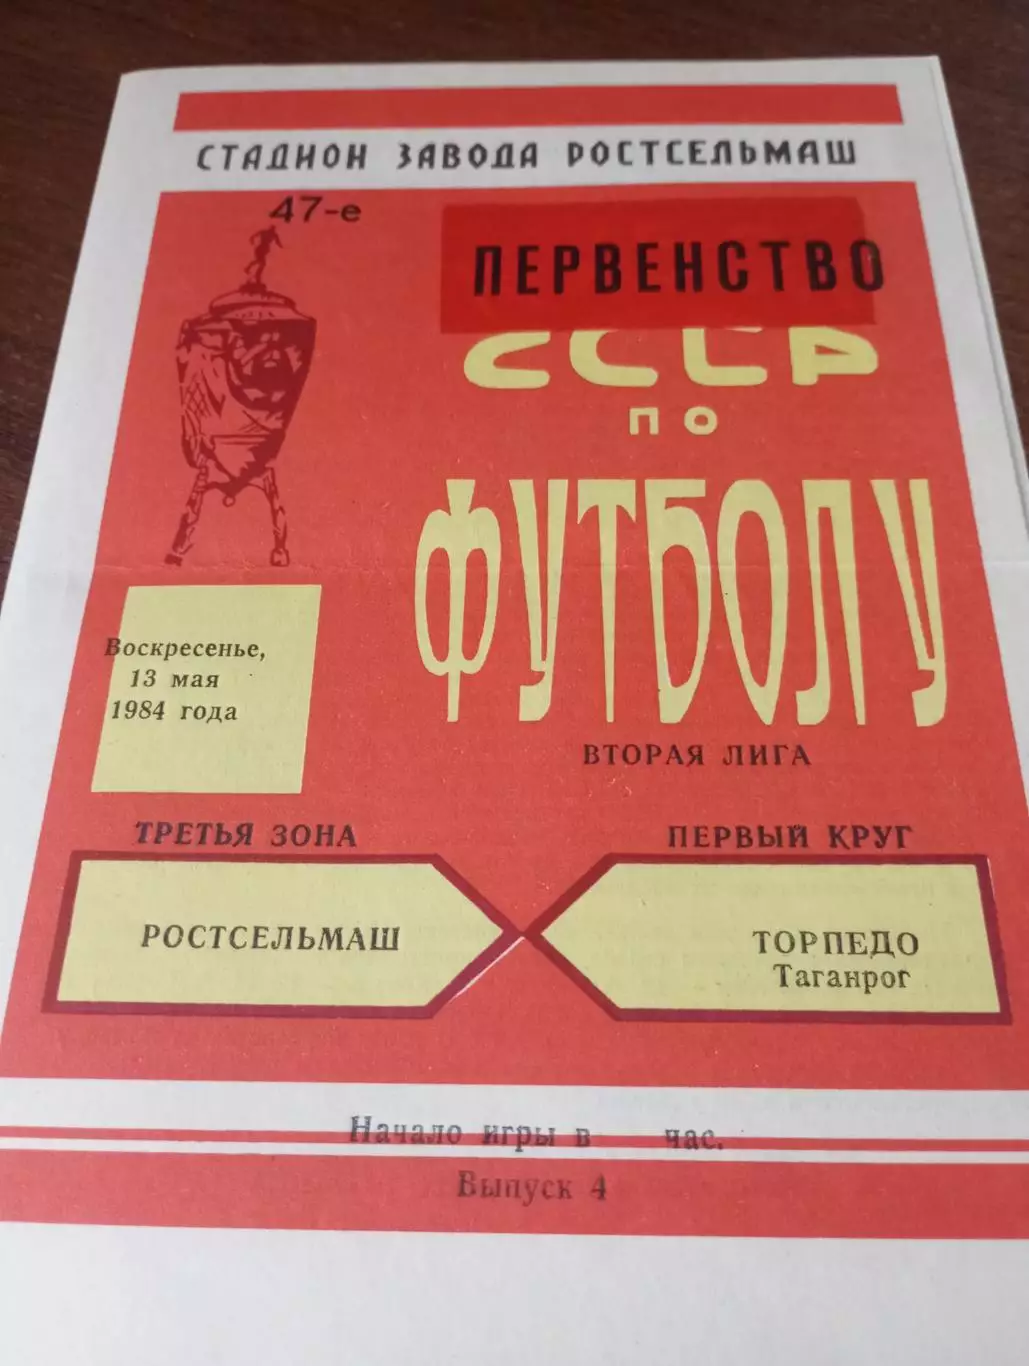 СТАДИОН ЗАВОДА РОСТСЕЛЬМАШ
47-е
ПЕРВЕНСТВО
СССР
ПО
ФУТБОЛУ
Воскресенье,
13 мая
1984 года
ВТОРАЯ ЛИГА
ТРЕТЬЯ ЗОНА
ПЕРВЫЙ КРУГ
РОСТСЕЛЬМАШ
ТОРПЕДО
Таганрог
Начало игры в час.
Выпуск 4